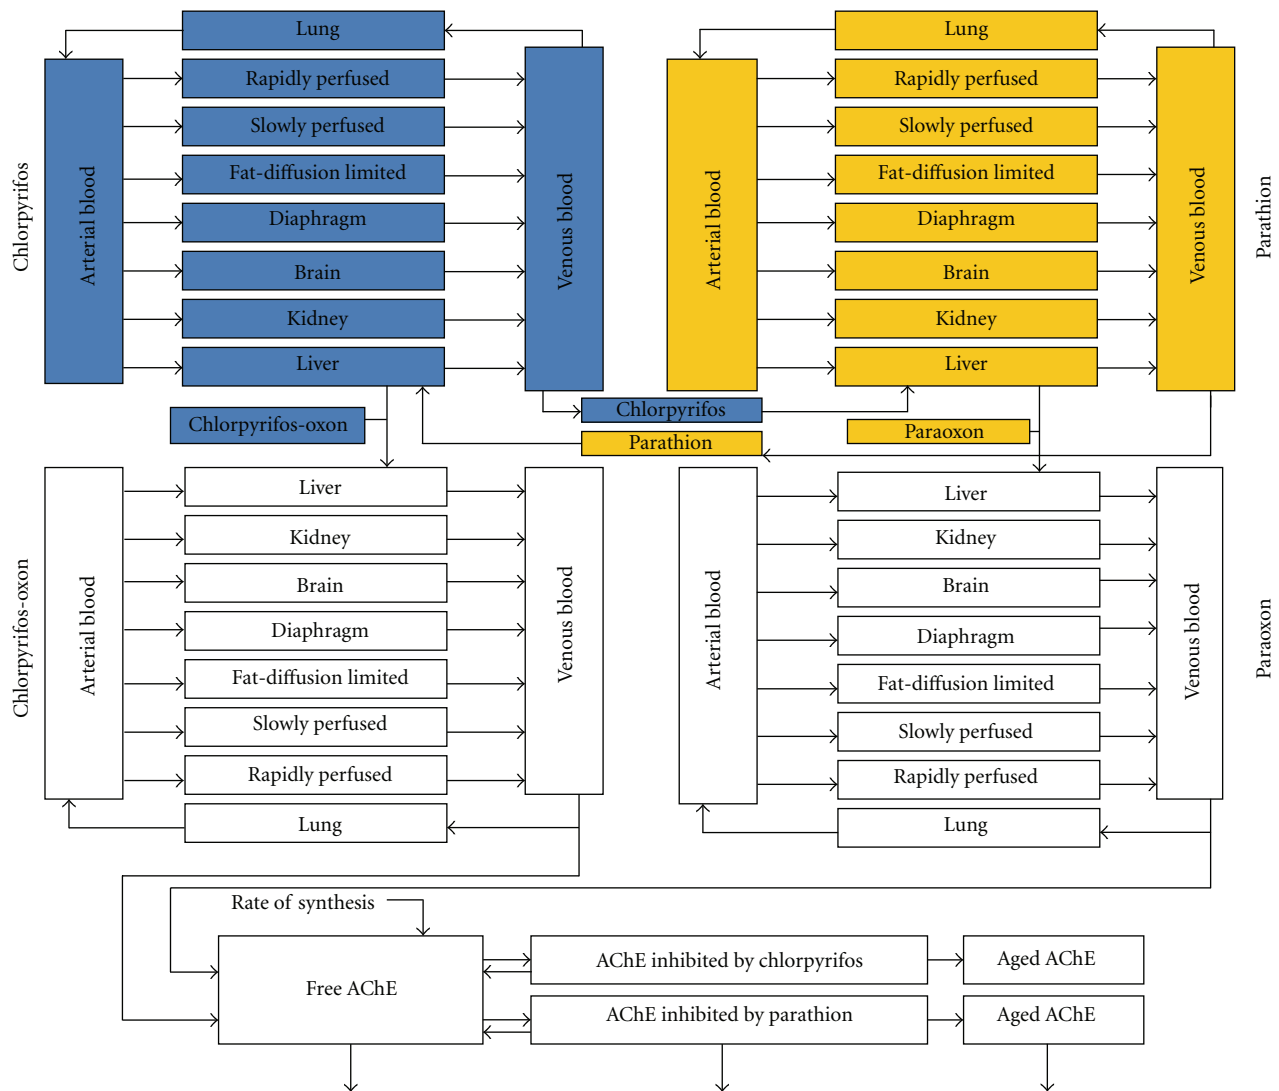 Chlorpyrifos
Arterial blood
Lung
Rapidly perfused
Slowly perfused
Fat-diffusion limited
Diaphragm
Brain
Kidney
Liver
Venous blood
Arterial blood
Lung
Rapidly perfused
Slowly perfused
Fat-diffusion limited
Diaphragm
Brain
Kidney
Liver
Venous blood
Parathion
Chlorpyrifos-oxon
Chlorpyrifos
Parathion
Paraoxon
Chlorpyrifos-oxon
Arterial blood
Liver
Kidney
Brain
Diaphragm
Fat-diffusion limited
Slowly perfused
Rapidly perfused
Lung
Venous blood
Arterial blood
Liver
Kidney
Brain
Diaphragm
Fat-diffusion limited
Slowly perfused
Rapidly perfused
Lung
Venous blood
Paraoxon
Rate of synthesis
Free AChE
AChE inhibited by chlorpyrifos
Aged AChE
AChE inhibited by parathion
Aged AChE